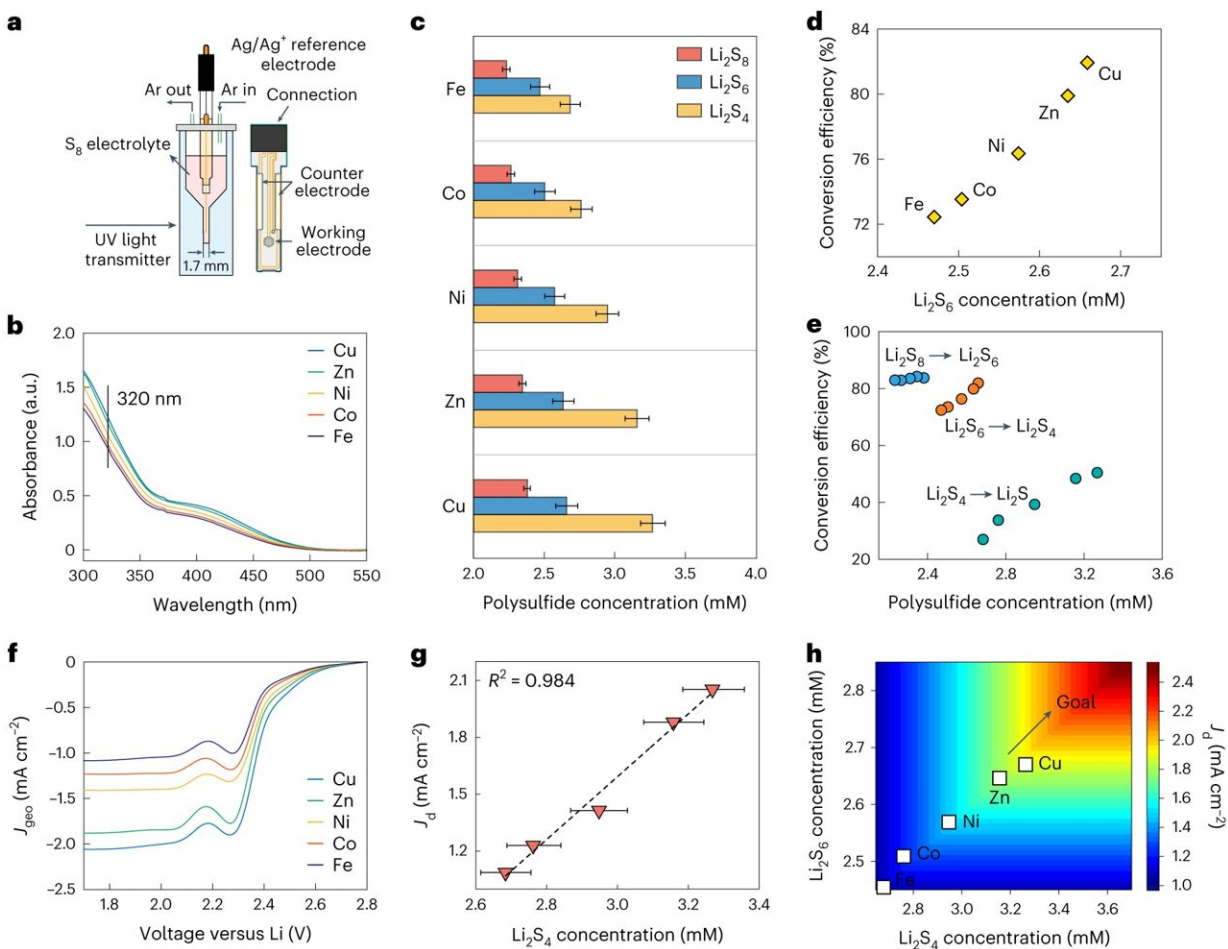 a
Ag/Ag⁺ reference
electrode
Ar out
Ar in
Connection
S₈ electrolyte
Counter
electrode
UV light
transmitter
Working
electrode
1.7 mm
b
2.0
1.5
1.0
0.5
0
Absorbance (a.u.)
320 nm
Cu
Zn
Ni
Co
Fe
300 350 400 450 500 550
Wavelength (nm)
c
Li₂S₈
Li₂S₆
Li₂S₄
Fe
Co
Ni
Zn
Cu
2.0 2.5 3.0 3.5 4.0
Polysulfide concentration (mM)
d
84
80
76
72
Conversion efficiency (%)
Cu
Zn
Ni
Co
Fe
2.4 2.5 2.6 2.7
Li₂S₆ concentration (mM)
e
100
80
60
40
20
Conversion efficiency (%)
Li₂S₈ → Li₂S₆
Li₂S₆ → Li₂S₄
Li₂S₄ → Li₂S
2.4 3.0 3.6
Polysulfide concentration (mM)
f
0
−0.5
−1.0
−1.5
−2.0
−2.5
J_geo (mA cm⁻²)
Cu
Zn
Ni
Co
Fe
1.8 2.0 2.2 2.4 2.6 2.8
Voltage versus Li (V)
g
R² = 0.984
2.1
1.8
1.5
1.2
J_d (mA cm⁻²)
2.6 2.8 3.0 3.2 3.4
Li₂S₄ concentration (mM)
h
2.8
2.7
2.6
2.5
Li₂S₆ concentration (mM)
Goal
Cu
Zn
Ni
Co
Fe
2.8 3.0 3.2 3.4 3.6
Li₂S₄ concentration (mM)
2.4
2.2
2.0
1.8
1.6
1.4
1.2
1.0
J_d (mA cm⁻²)